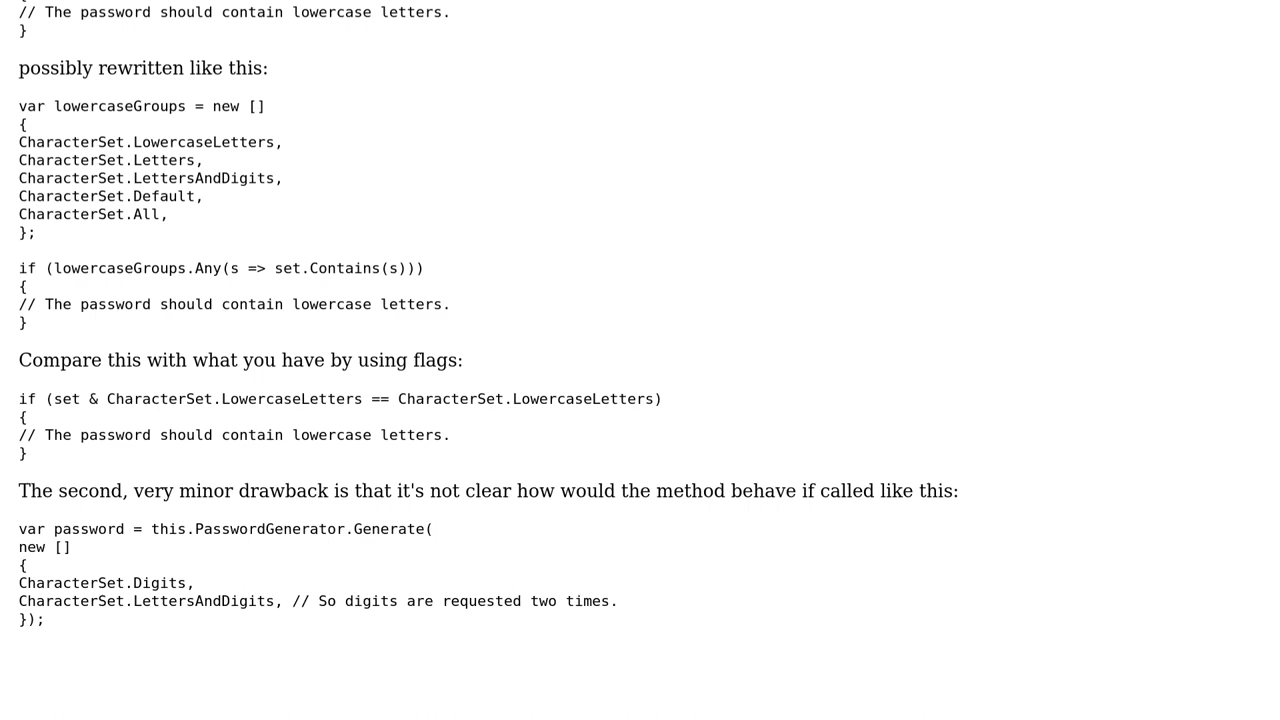 // The password should contain lowercase letters.
}
possibly rewritten like this:
var lowercaseGroups = new []
{
CharacterSet.LowercaseLetters,
CharacterSet.Letters,
CharacterSet.LettersAndDigits,
CharacterSet.Default,
CharacterSet.All,
};
if (lowercaseGroups.Any(s => set.Contains(s)))
{
// The password should contain lowercase letters.
}
Compare this with what you have by using flags:
if (set & CharacterSet.LowercaseLetters == CharacterSet.LowercaseLetters)
{
// The password should contain lowercase letters.
}
The second, very minor drawback is that it's not clear how would the method behave if called like this:
var password = this.PasswordGenerator.Generate(
new []
{
CharacterSet.Digits,
CharacterSet.LettersAndDigits, // So digits are requested two times.
});